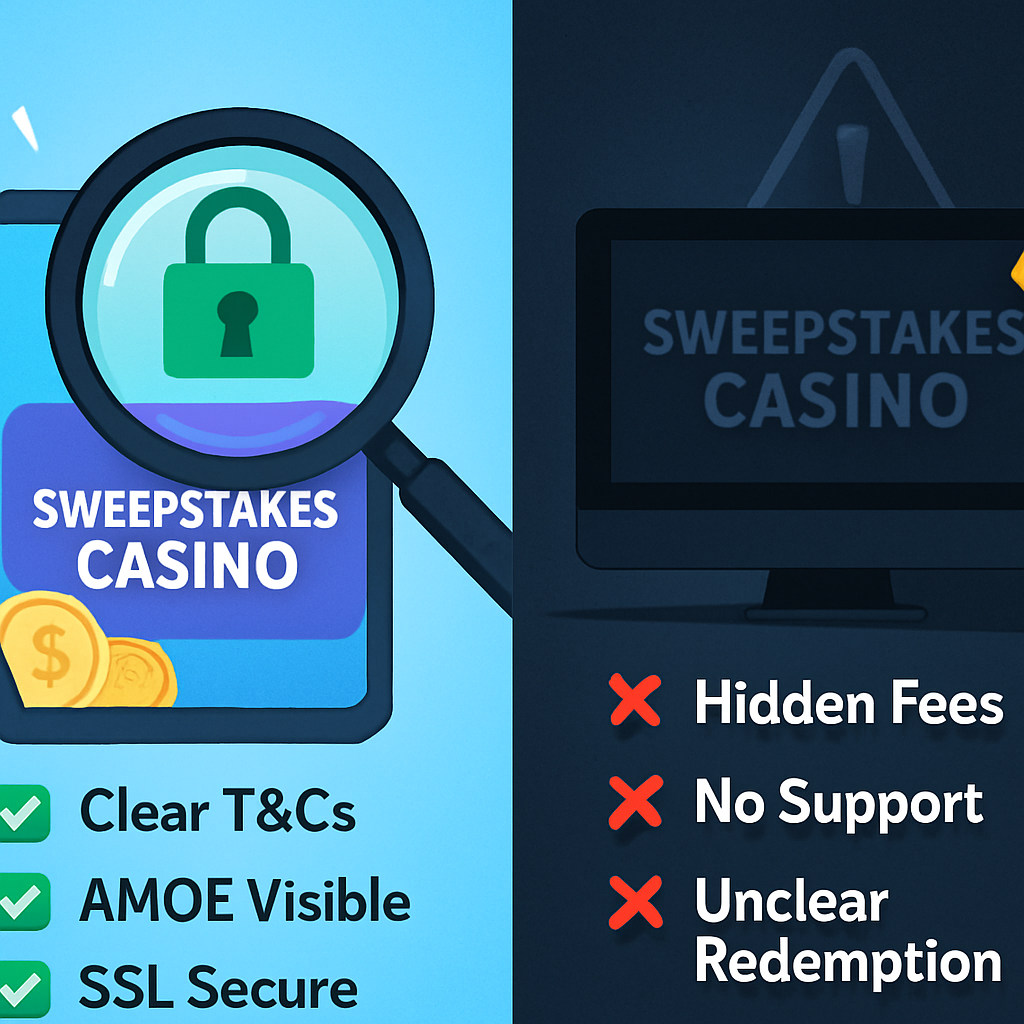 SWEEPSTAKES
CASINO
$
Clear T&Cs
AMOE Visible
SSL Secure
SWEEPSTAKES
CASINO
Hidden Fees
No Support
Unclear
Redemption